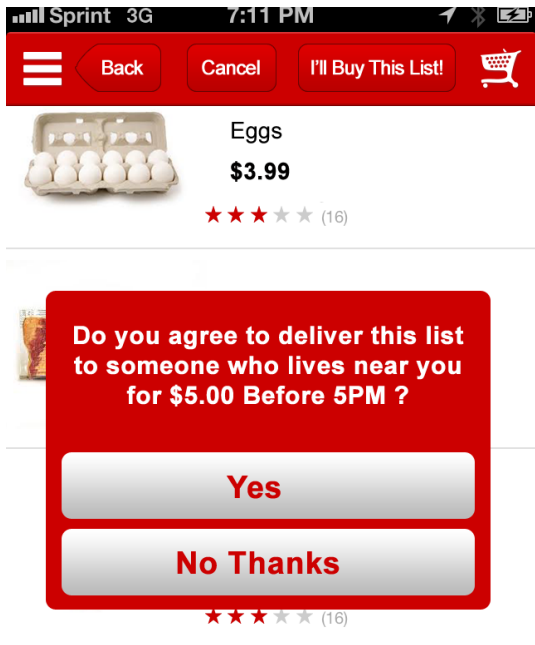 Sprint 3G 7:11 PM
Back Cancel I'll Buy This List!
Eggs
$3.99
(16)
Do you agree to deliver this list
to someone who lives near you
for $5.00 Before 5PM ?
Yes
No Thanks
(16)